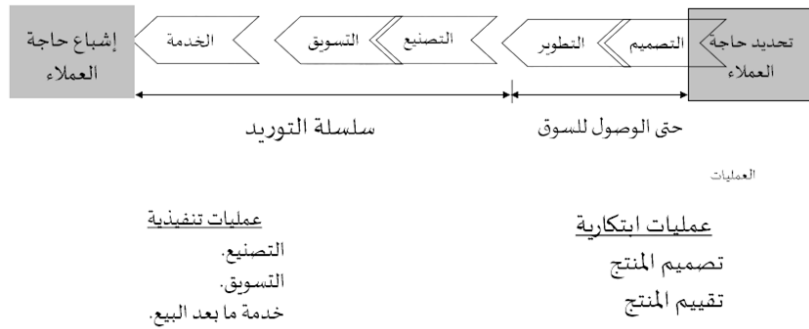 تحديد حاجة
العملاء
التصميم
التطوير
التصنيع
التسويق
الخدمة
إشباع حاجة
العملاء
حتى الوصول للسوق
سلسلة التوريد
العمليات
عمليات ابتكارية
تصميم المنتج
تقييم المنتج
عمليات تنفيذية
التصنيع.
التسويق.
خدمة ما بعد البيع.